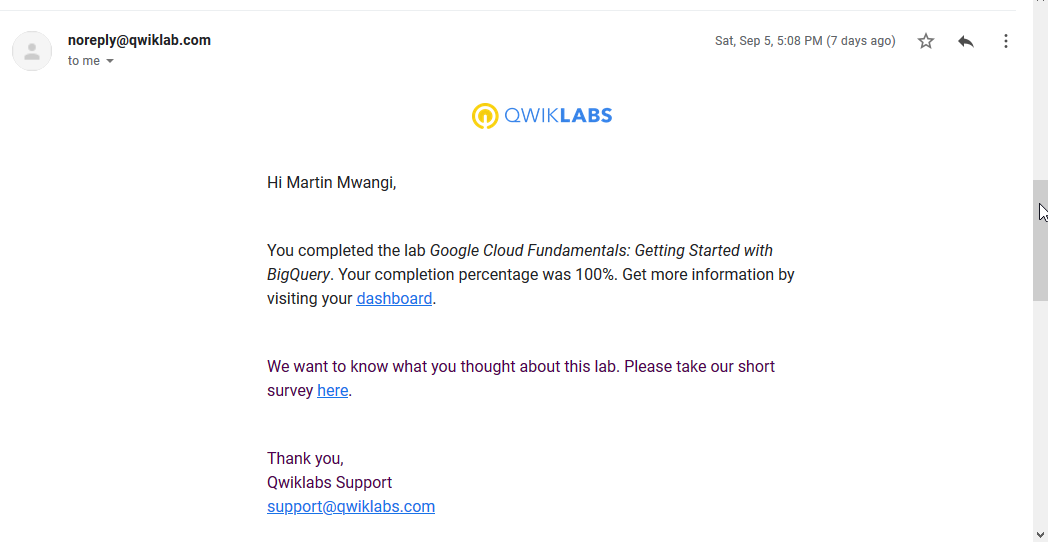 noreply@qwiklab.com
Sat, Sep 5, 5:08 PM (7 days ago)
to me
QWIKLABS
Hi Martin Mwangi,
You completed the lab Google Cloud Fundamentals: Getting Started with
BigQuery. Your completion percentage was 100%. Get more information by
visiting your dashboard.
We want to know what you thought about this lab. Please take our short
survey here.
Thank you,
Qwiklabs Support
support@qwiklabs.com